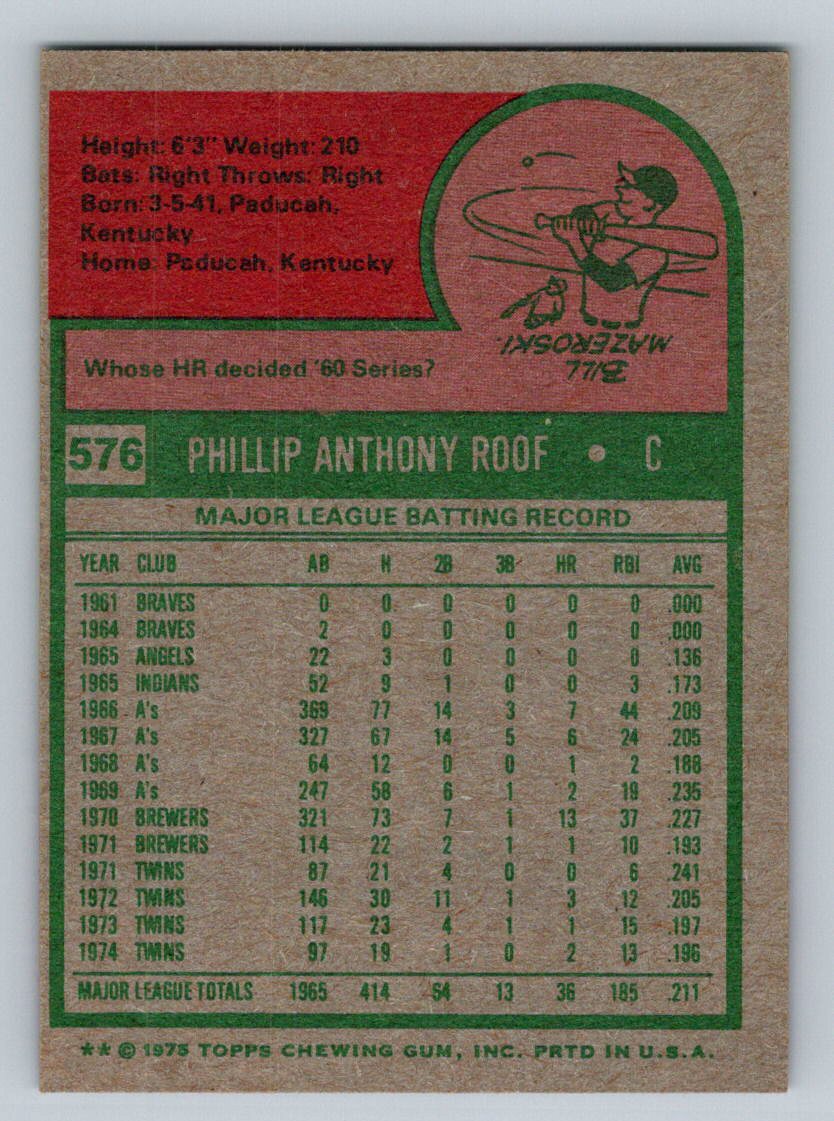 Height: 6'3" Weight: 210
Bats: Right Throws: Right
Born: 3-5-41, Paducah,
Kentucky
Home: Paducah, Kentucky
BILL
MAZEROSKI.
Whose HR decided '60 Series?
576 PHILLIP ANTHONY ROOF • C
MAJOR LEAGUE BATTING RECORD
YEAR CLUB AB H 2B 3B HR RBI AVG
1961 BRAVES 0 0 0 0 0 0 .000
1964 BRAVES 2 0 0 0 0 0 .000
1965 ANGELS 22 3 0 0 0 0 .136
1965 INDIANS 52 9 1 0 0 3 .173
1966 A's 369 77 14 3 7 44 .209
1967 A's 327 67 14 5 6 24 .205
1968 A's 64 12 0 0 1 2 .188
1969 A's 247 58 6 1 2 19 .235
1970 BREWERS 321 73 7 1 13 37 .227
1971 BREWERS 114 22 2 1 1 10 .193
1971 TWINS 87 21 4 0 0 6 .241
1972 TWINS 146 30 11 1 3 12 .205
1973 TWINS 117 23 4 1 1 15 .197
1974 TWINS 97 19 1 0 2 13 .196
MAJOR LEAGUE TOTALS 1965 414 64 13 36 185 .211
** © 1975 TOPPS CHEWING GUM, INC. PRTD IN U.S.A.